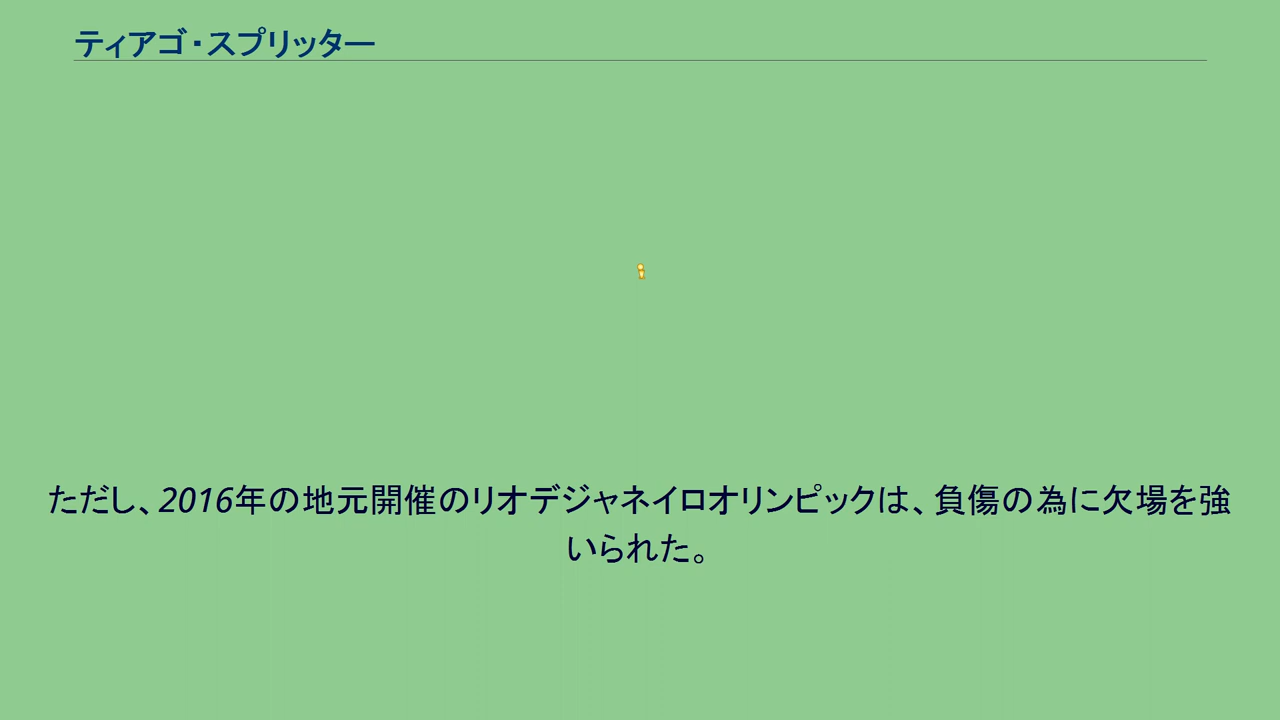 ティアゴ・スプリッター
ただし、2016年の地元開催のリオデジャネイロオリンピックは、負傷の為に欠場を強
いられた。